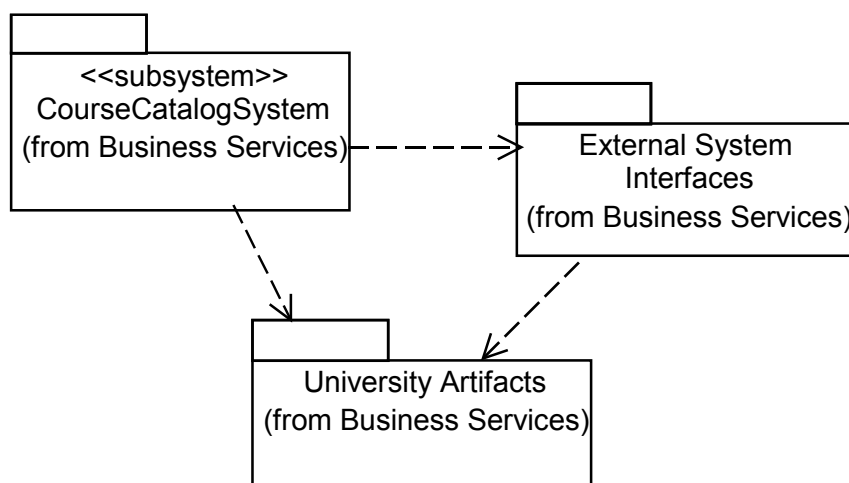 <<subsystem>>
CourseCatalogSystem
(from Business Services)
External System
Interfaces
(from Business Services)
University Artifacts
(from Business Services)